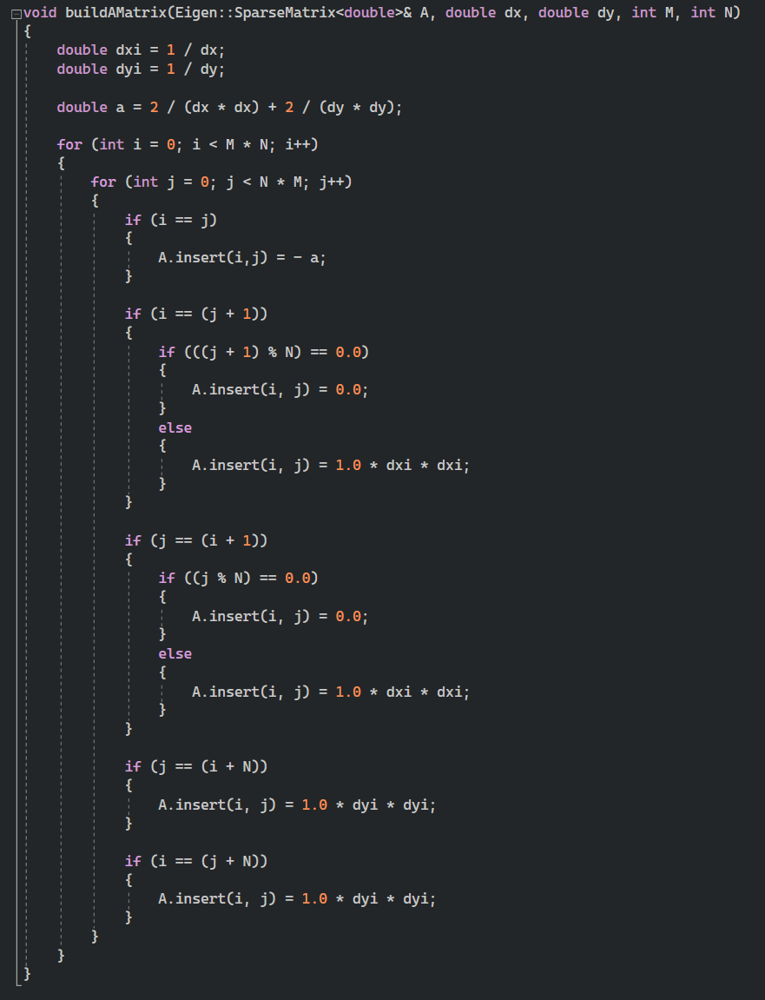 void buildAMatrix(Eigen::SparseMatrix<double>& A, double dx, double dy, int M, int N)
{
    double dxi = 1 / dx;
    double dyi = 1 / dy;

    double a = 2 / (dx * dx) + 2 / (dy * dy);

    for (int i = 0; i < M * N; i++)
    {
        for (int j = 0; j < N * M; j++)
        {
            if (i == j)
            {
                A.insert(i,j) = - a;
            }

            if (i == (j + 1))
            {
                if (((j + 1) % N) == 0.0)
                {
                    A.insert(i, j) = 0.0;
                }
                else
                {
                    A.insert(i, j) = 1.0 * dxi * dxi;
                }
            }

            if (j == (i + 1))
            {
                if ((j % N) == 0.0)
                {
                    A.insert(i, j) = 0.0;
                }
                else
                {
                    A.insert(i, j) = 1.0 * dxi * dxi;
                }
            }

            if (j == (i + N))
            {
                A.insert(i, j) = 1.0 * dyi * dyi;
            }

            if (i == (j + N))
            {
                A.insert(i, j) = 1.0 * dyi * dyi;
            }
        }
    }
}